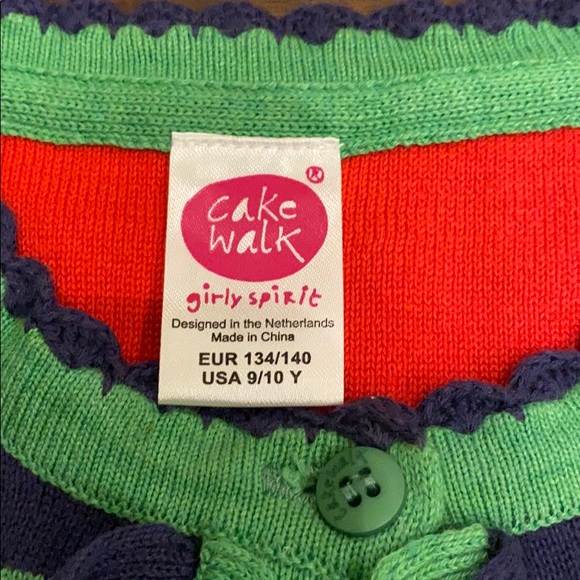 ®
cake
walk
girly spirit
Designed in the Netherlands
Made in China
EUR 134/140
USA 9/10 Y